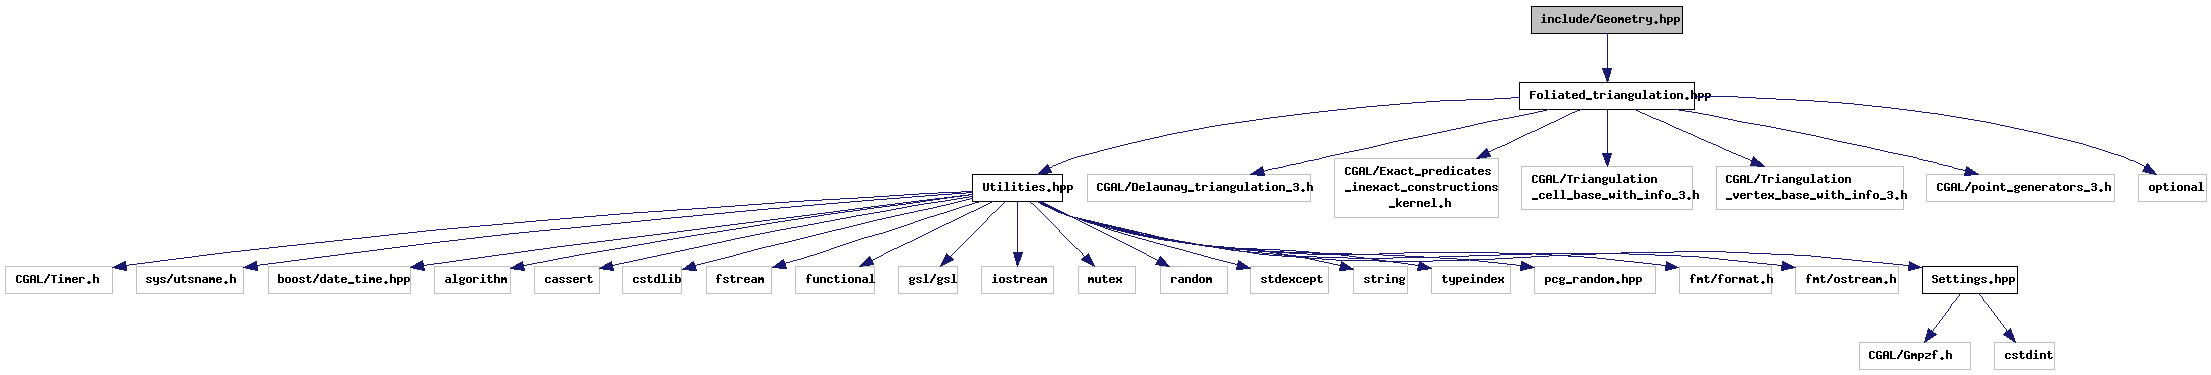 include/Geometry.hpp
Foliated_triangulation.hpp
Utilities.hpp
CGAL/Delaunay_triangulation_3.h
CGAL/Exact_predicates
_inexact_constructions
_kernel.h
CGAL/Triangulation
_cell_base_with_info_3.h
CGAL/Triangulation
_vertex_base_with_info_3.h
CGAL/point_generators_3.h
optional
CGAL/Timer.h
sys/utsname.h
boost/date_time.hpp
algorithm
cassert
cstdlib
fstream
functional
gsl/gsl
iostream
mutex
random
stdexcept
string
typeindex
pcg_random.hpp
fmt/format.h
fmt/ostream.h
Settings.hpp
CGAL/Gmpzf.h
cstdint